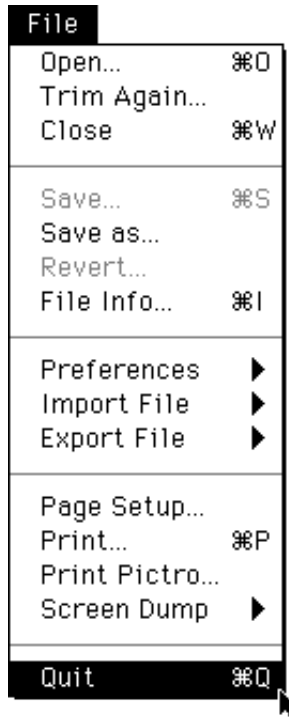 File
Open... ⌘O
Trim Again...
Close ⌘W
Save... ⌘S
Save as...
Revert...
File Info... ⌘I
Preferences ▶
Import File ▶
Export File ▶
Page Setup...
Print... ⌘P
Print Pictro...
Screen Dump ▶
Quit ⌘Q